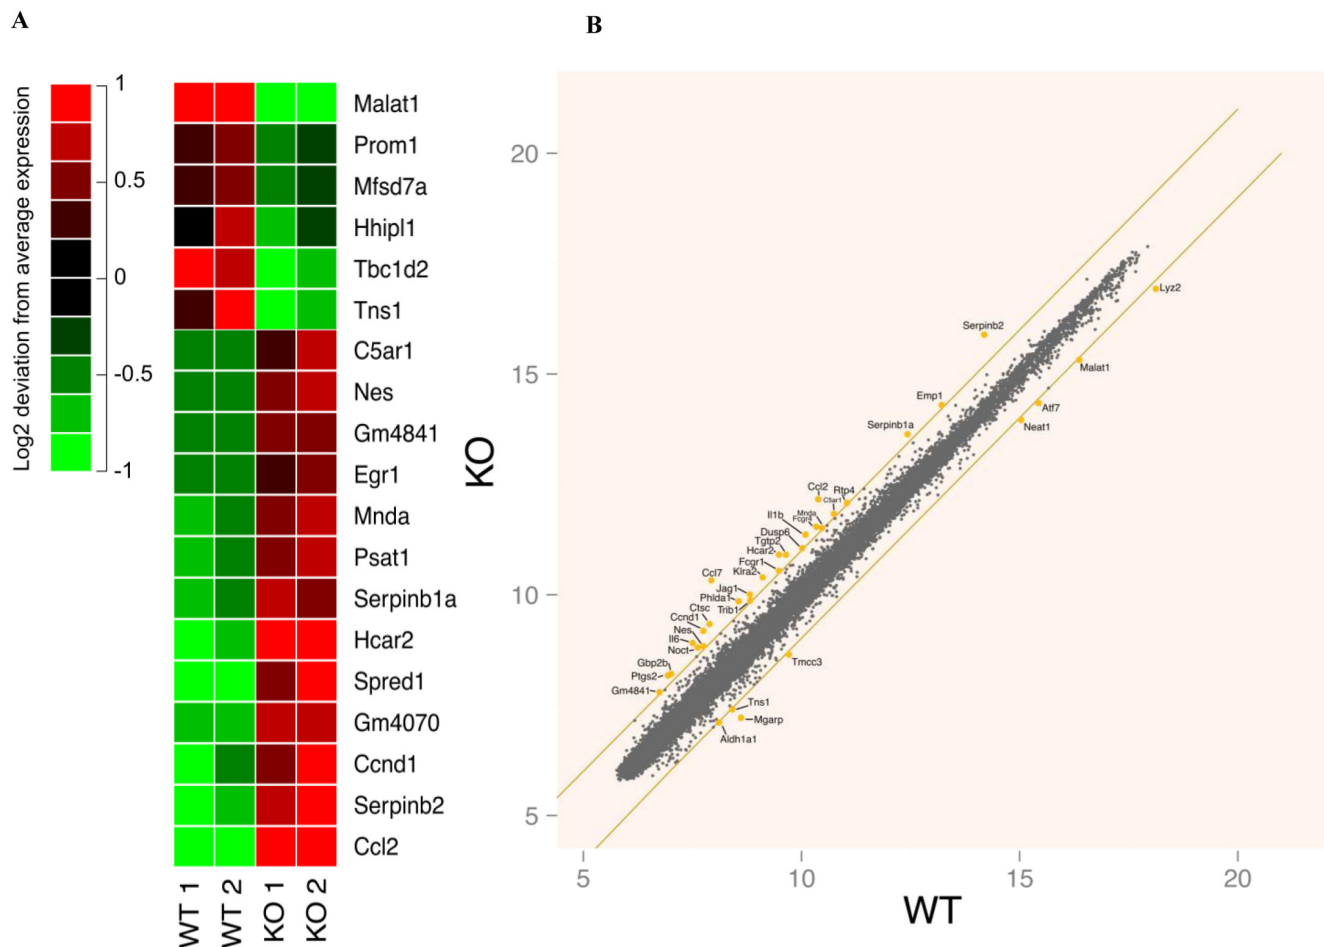 A
B
Log2 deviation from average expression
1
0.5
0
-0.5
-1
Malat1
Prom1
Mfsd7a
Hhipl1
Tbc1d2
Tns1
C5ar1
Nes
Gm4841
Egr1
Mnda
Psat1
Serpinb1a
Hcar2
Spred1
Gm4070
Ccnd1
Serpinb2
Ccl2
WT 1
WT 2
KO 1
KO 2
KO
20
15
10
5
Lyz2
Serpinb2
Malat1
Emp1
Atf7
Serpinb1a
Neat1
Ccl2
Rtp4
C5ar1
Mnda
Il1b
Fcgr4
Dusp6
Tgtp2
Hcar2
Fcgr1
Klra2
Ccl7
Jag1
Phlda1
Trib1
Ctsc
Ccnd1
Nes
Il6
Noct
Gbp2b
Ptgs2
Gm4841
Tmcc3
Tns1
Mgarp
Aldh1a1
5
10
15
20
WT